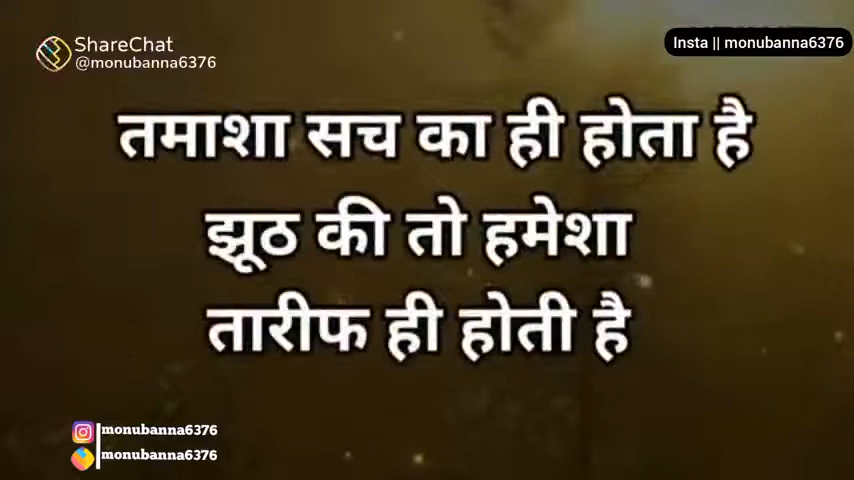 ShareChat
@monubanna6376
Insta || monubanna6376
तमाशा सच का ही होता है
झूठ की तो हमेशा
तारीफ ही होती है
monubanna6376
monubanna6376